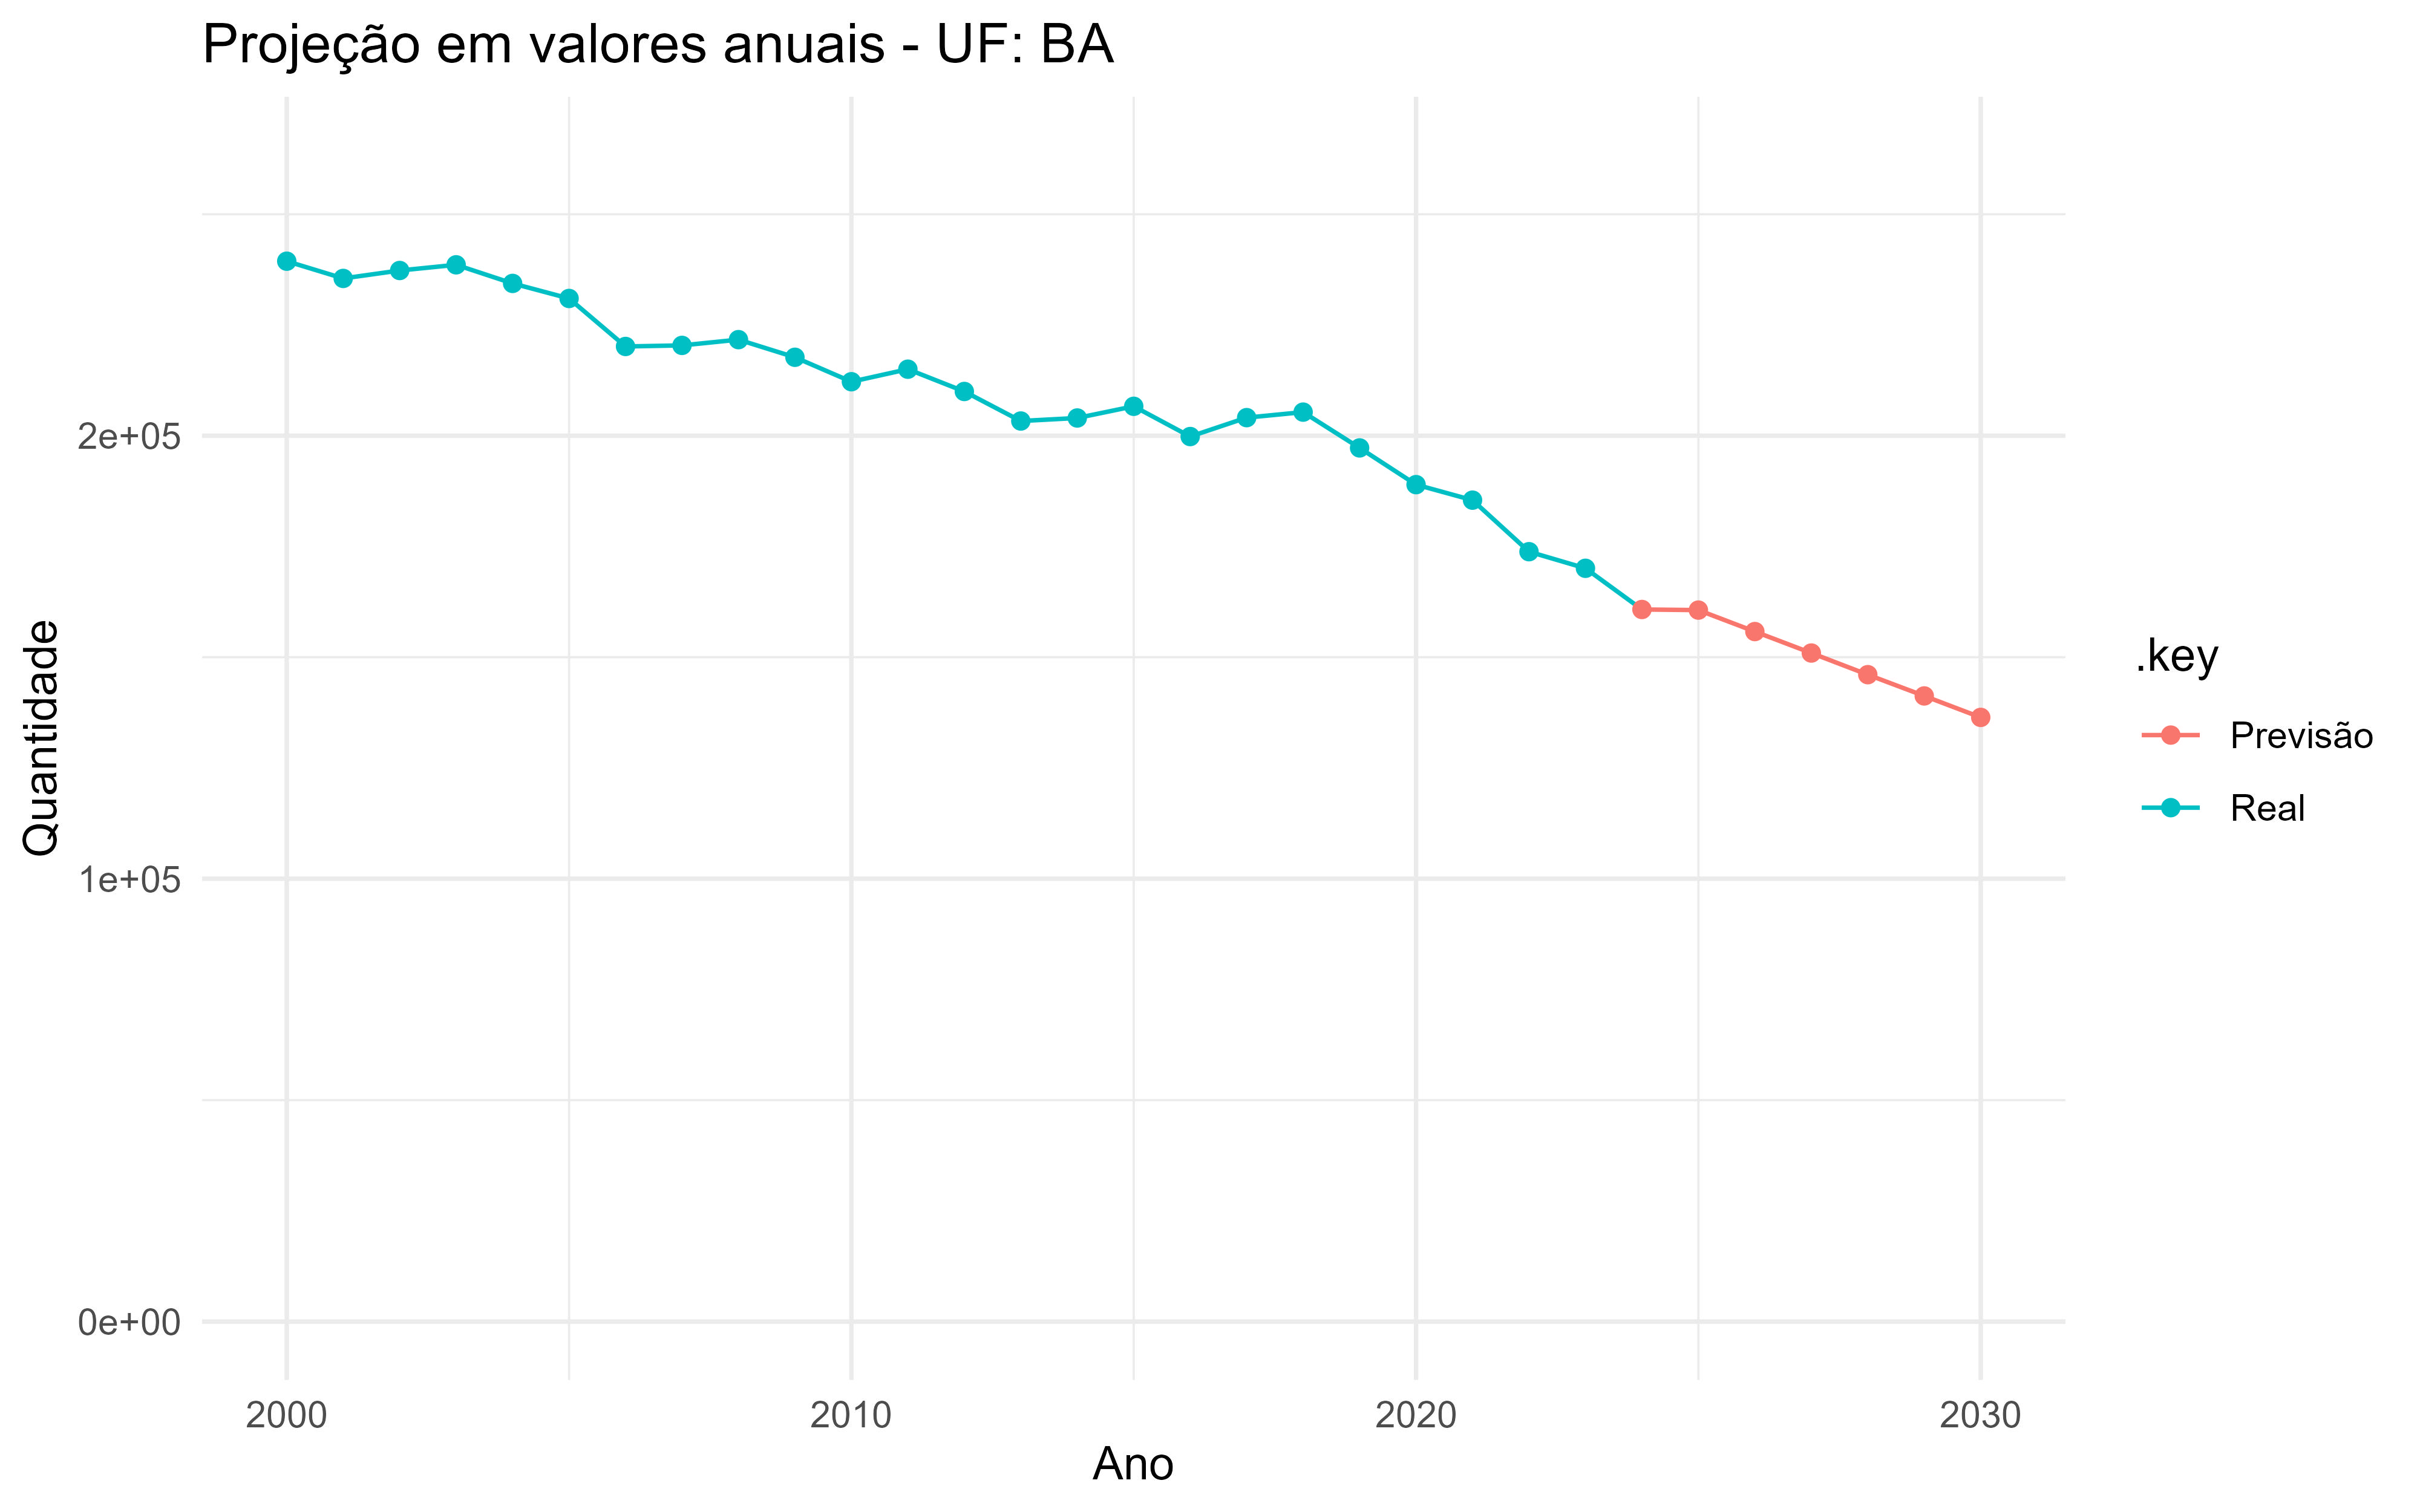 Projeção em valores anuais - UF: BA
Quantidade
2e+05
1e+05
0e+00
2000
2010
2020
2030
Ano
.key
Previsão
Real